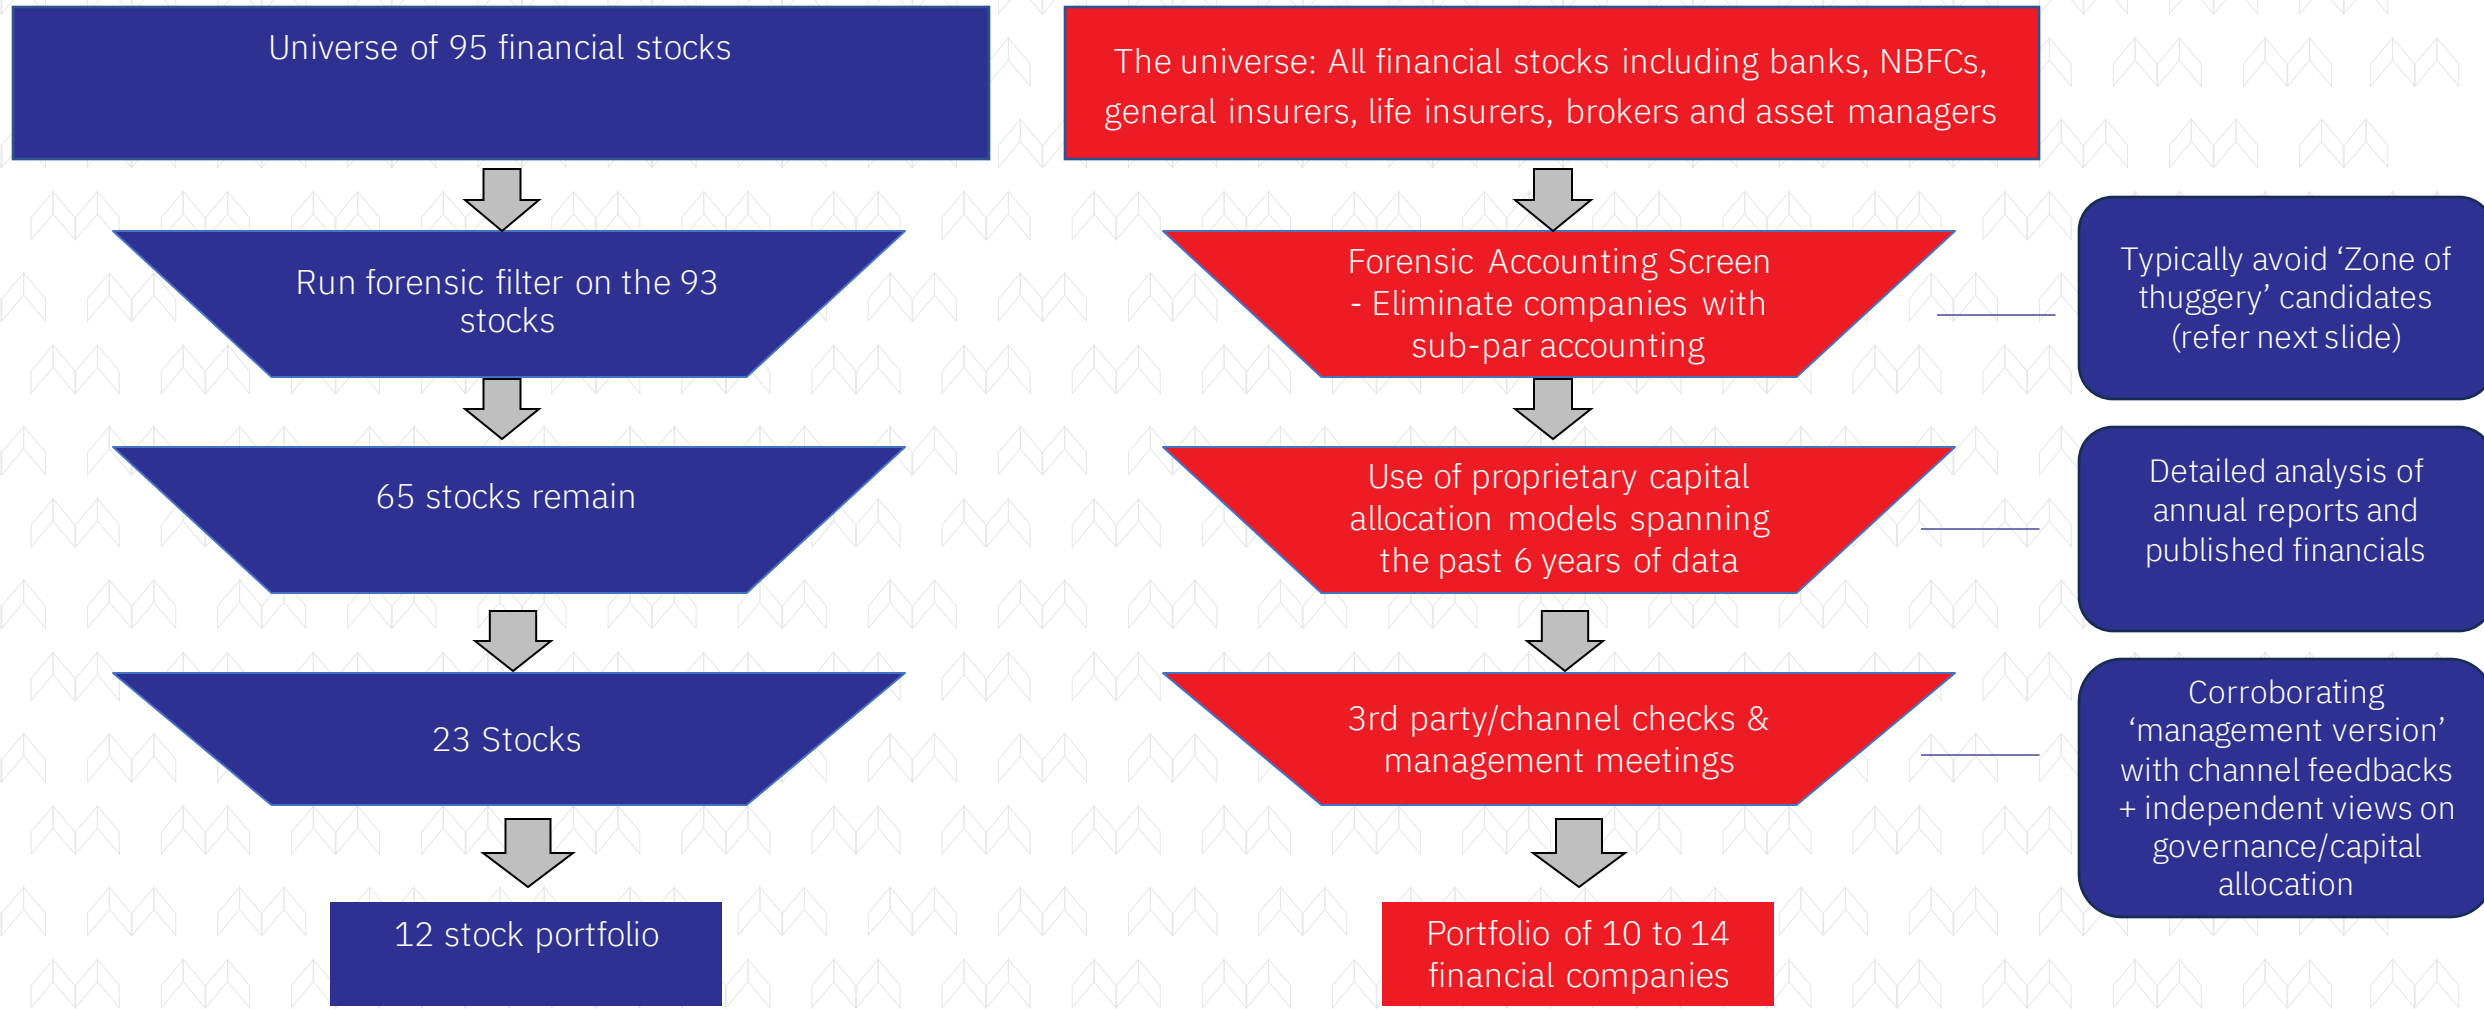 Universe of 95 financial stocks
Run forensic filter on the 93
stocks
65 stocks remain
23 Stocks
12 stock portfolio
The universe: All financial stocks including banks, NBFCs,
general insurers, life insurers, brokers and asset managers
Forensic Accounting Screen
- Eliminate companies with
sub-par accounting
Use of proprietary capital
allocation models spanning
the past 6 years of data
3rd party/channel checks &
management meetings
Portfolio of 10 to 14
financial companies
Typically avoid ‘Zone of
thuggery’ candidates
(refer next slide)
Detailed analysis of
annual reports and
published financials
Corroborating
‘management version’
with channel feedbacks
+ independent views on
governance/capital
allocation